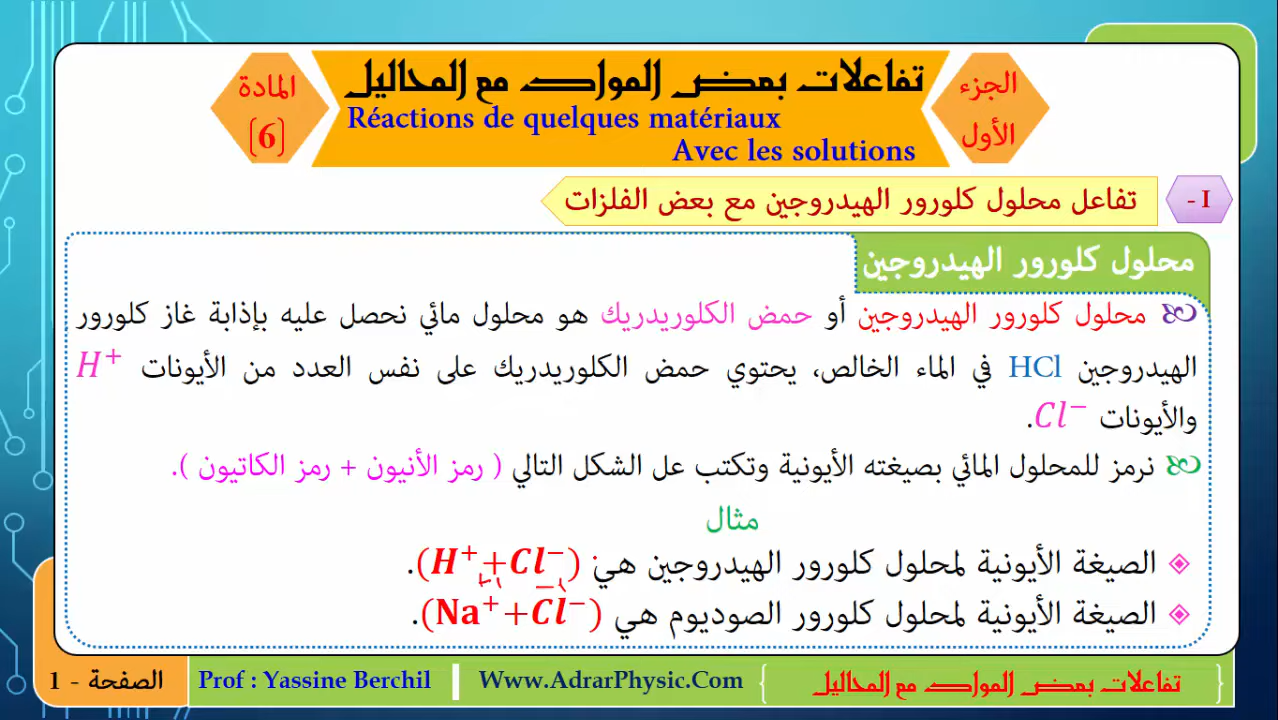 الجزء
الأول
تفاعلات بعض المواد مع المحاليل
Réactions de quelques matériaux
Avec les solutions
المادة
(6)
I -
تفاعل محلول كلورور الهيدروجين مع بعض الفلزات
محلول كلورور الهيدروجين
محلول كلورور الهيدروجين أو حمض الكلوريدريك هو محلول مائي نحصل عليه بإذابة غاز كلورور
الهيدروجين HCl في الماء الخالص، يحتوي حمض الكلوريدريك على نفس العدد من الأيونات H⁺
والأيونات Cl⁻.
نرمز للمحلول المائي بصيغته الأيونية وتكتب عل الشكل التالي ( رمز الأنيون + رمز الكاتيون ).
مثال
الصيغة الأيونية لمحلول كلورور الهيدروجين هي (H⁺+Cl⁻).
+1 -1
الصيغة الأيونية لمحلول كلورور الصوديوم هي (Na⁺+Cl⁻).
تفاعلات بعض المواد مع المحاليل
Www.AdrarPhysic.Com
Prof : Yassine Berchil
الصفحة - 1